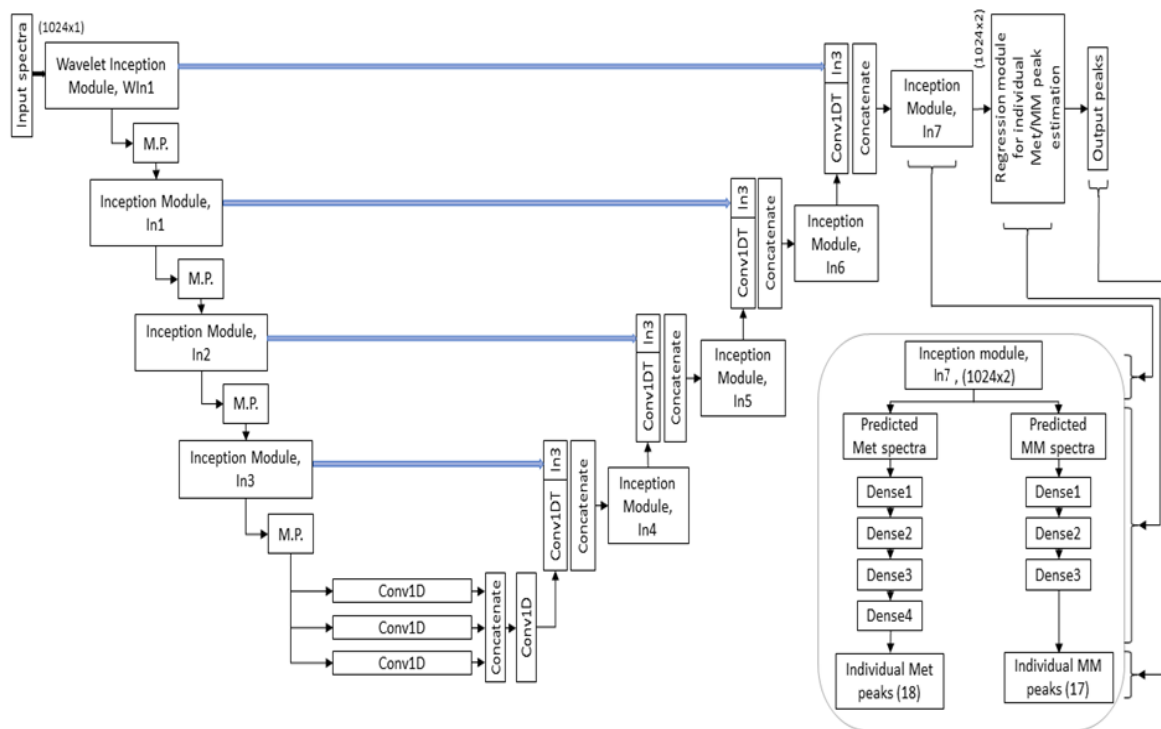 Input spectra
(1024x1)
Wavelet Inception
Module, WIn1
M.P.
Inception Module,
In1
M.P.
Inception Module,
In2
M.P.
Inception Module,
In3
M.P.
Conv1D
Conv1D
Conv1D
Concatenate
Conv1D
Conv1DT
In3
Concatenate
Inception
Module,
In4
Conv1DT
In3
Concatenate
Inception
Module,
In5
Conv1DT
In3
Concatenate
Inception
Module,
In6
Conv1DT
In3
Concatenate
Inception
Module,
In7
(1024x2)
Regression module
for individual
Met/MM peak
estimation
Output peaks
Inception module,
In7 , (1024x2)
Predicted
Met spectra
Dense1
Dense2
Dense3
Dense4
Individual Met
peaks (18)
Predicted
MM spectra
Dense1
Dense2
Dense3
Individual MM
peaks (17)